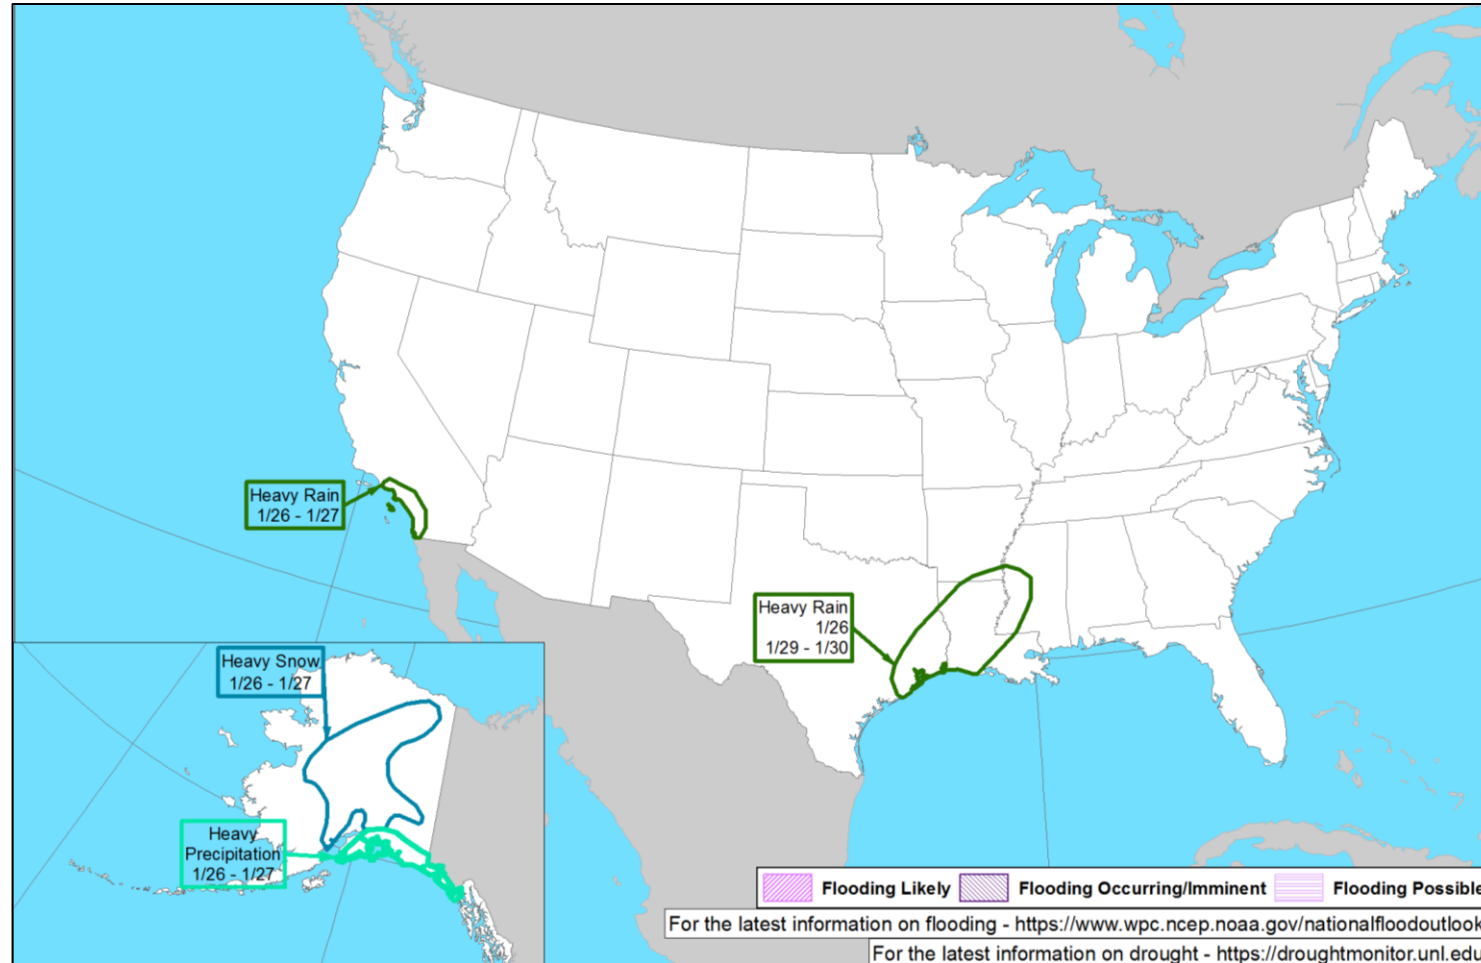 Heavy Rain
1/26 - 1/27
Heavy Rain
1/26
1/29 - 1/30
Heavy Snow
1/26 - 1/27
Heavy
Precipitation
1/26 - 1/27
Flooding Likely Flooding Occurring/Imminent Flooding Possible
For the latest information on flooding - https://www.wpc.ncep.noaa.gov/nationalfloodoutlook
For the latest information on drought - https://droughtmonitor.unl.edu